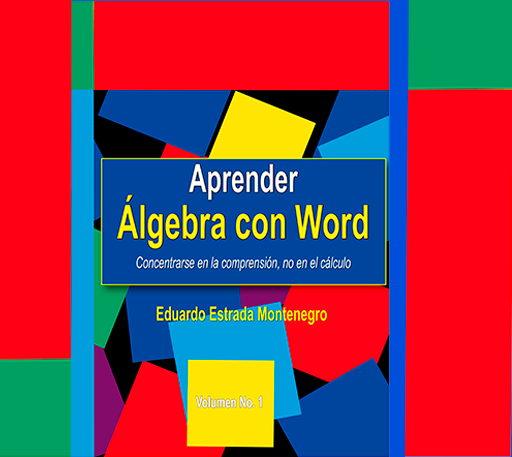 Aprender
Álgebra con Word
Concentrarse en la comprensión, no en el cálculo
Eduardo Estrada Montenegro
Volumen No. 1